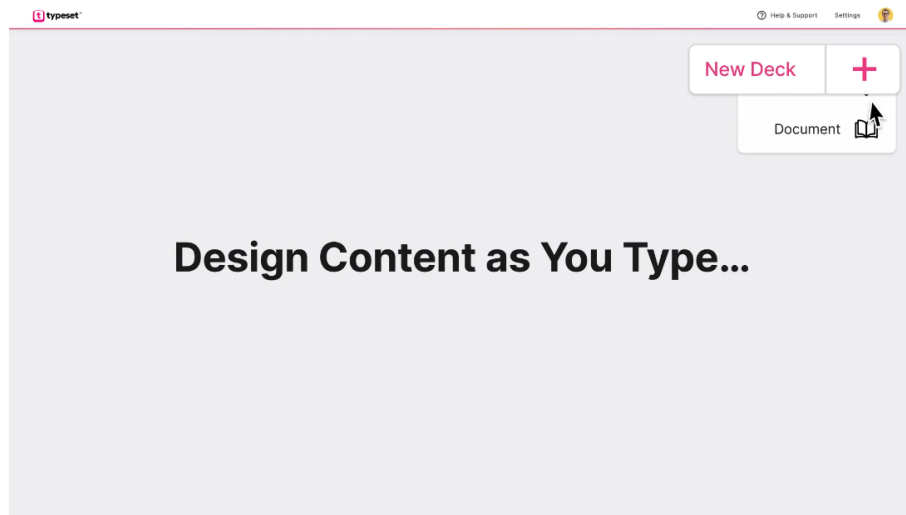 typeset
Help & Support
Settings
New Deck
Document
Design Content as You Type...